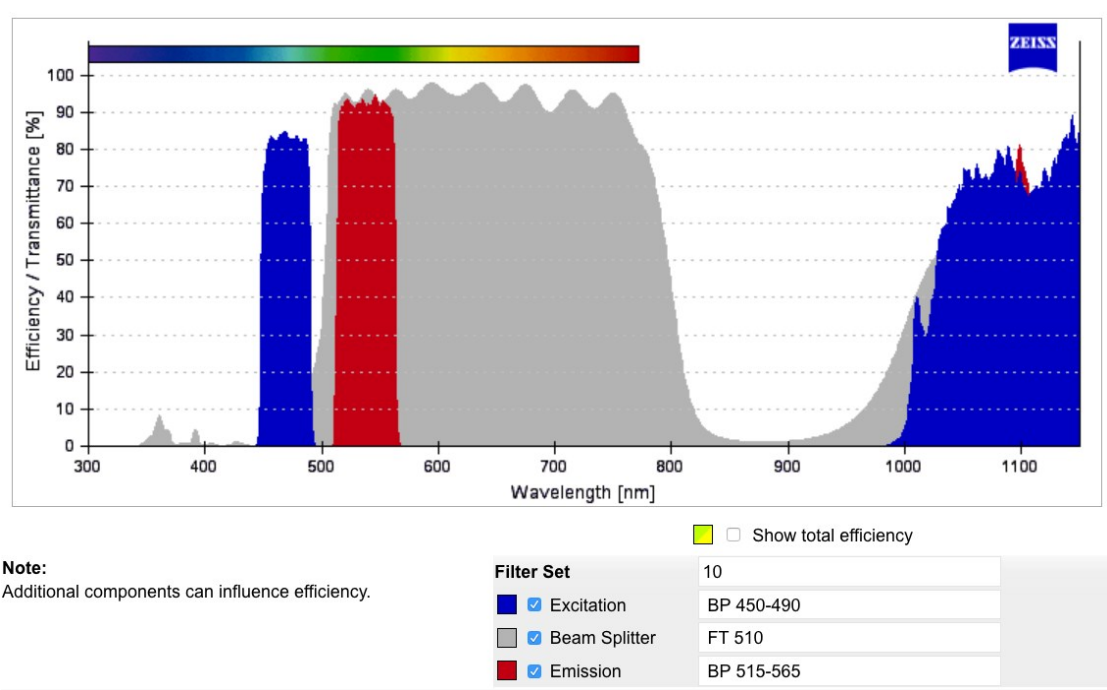 ZEISS
Efficiency / Transmittance [%]
100
90
80
70
60
50
40
30
20
10
0
300 400 500 600 700 800 900 1000 1100
Wavelength [nm]
Show total efficiency
Note:
Additional components can influence efficiency.
Filter Set 10
Excitation BP 450-490
Beam Splitter FT 510
Emission BP 515-565